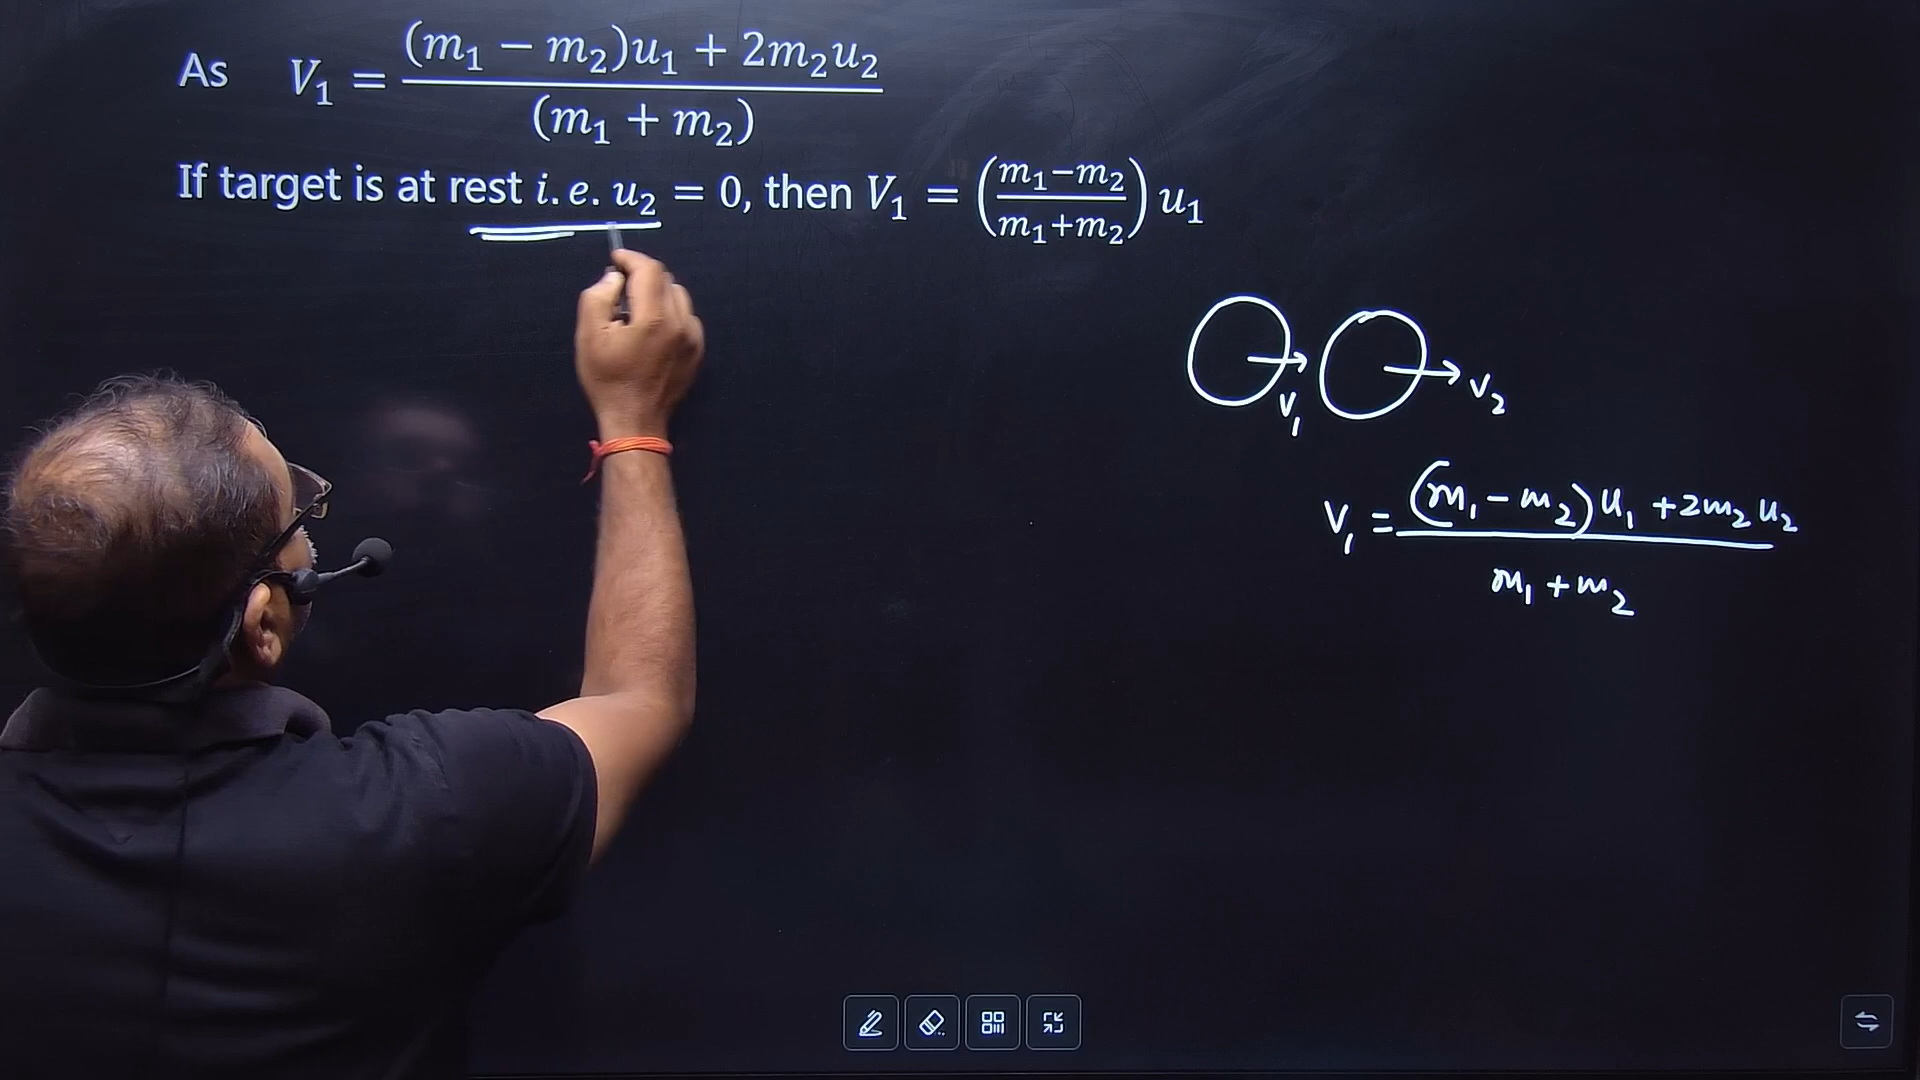 As V₁ = (m₁ − m₂)u₁ + 2m₂u₂ / (m₁ + m₂)
If target is at rest i.e. u₂ = 0, then V₁ = (m₁−m₂ / m₁+m₂) u₁
V₁ V₂
V₁ = (m₁ − m₂)u₁ + 2m₂u₂ / m₁ + m₂